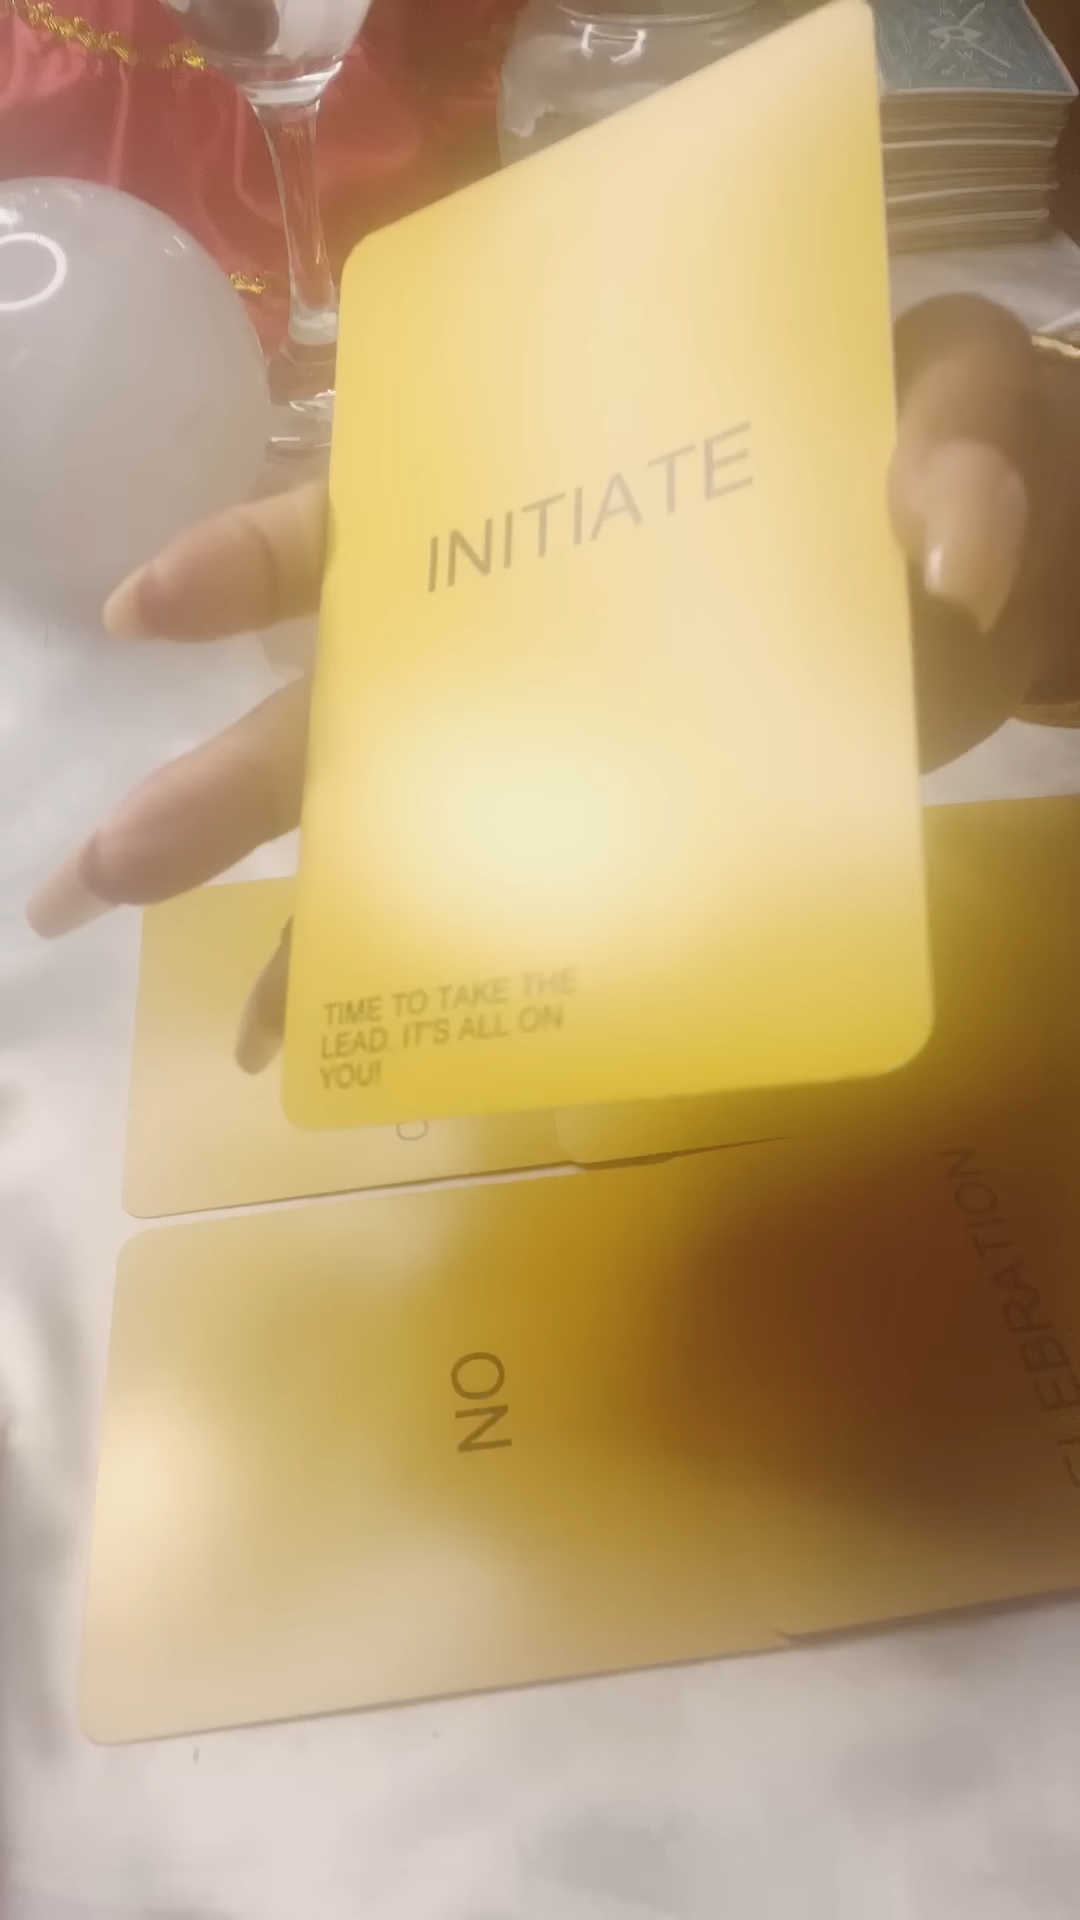 INITIATE
TIME TO TAKE THE
LEAD. IT'S ALL ON
YOU!
NO